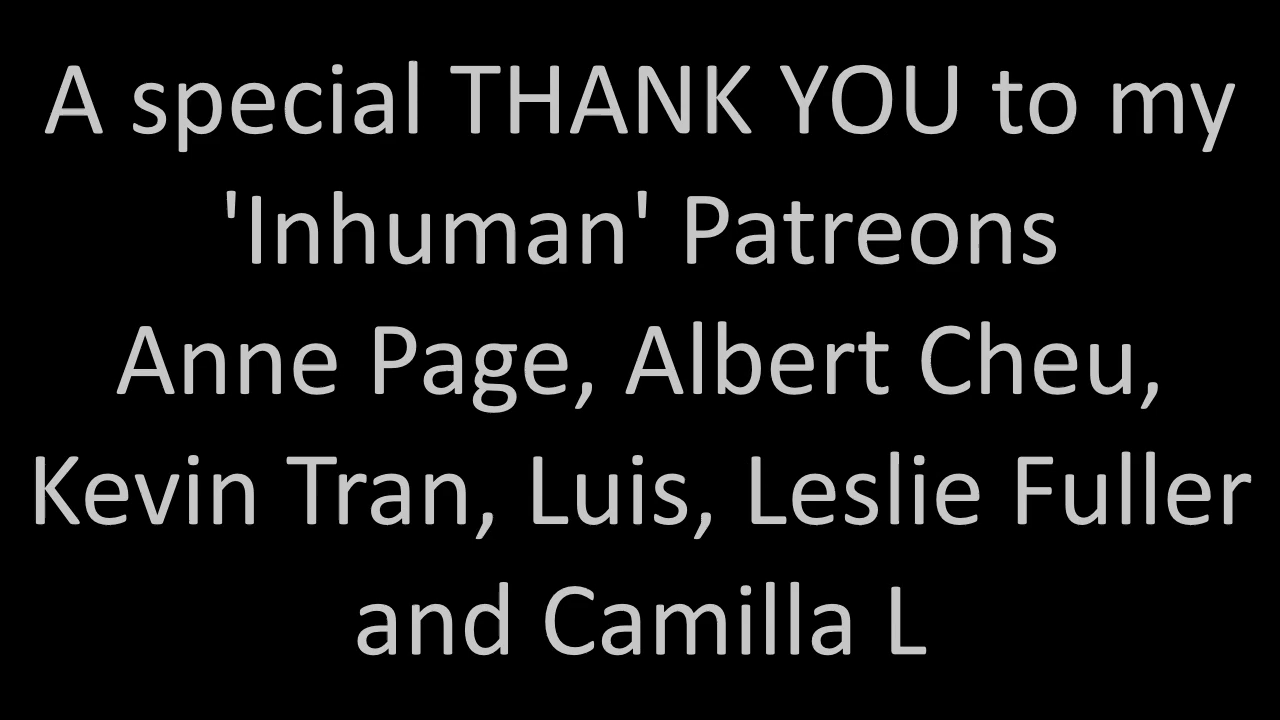 A special THANK YOU to my
'Inhuman' Patreons
Anne Page, Albert Cheu,
Kevin Tran, Luis, Leslie Fuller
and Camilla L